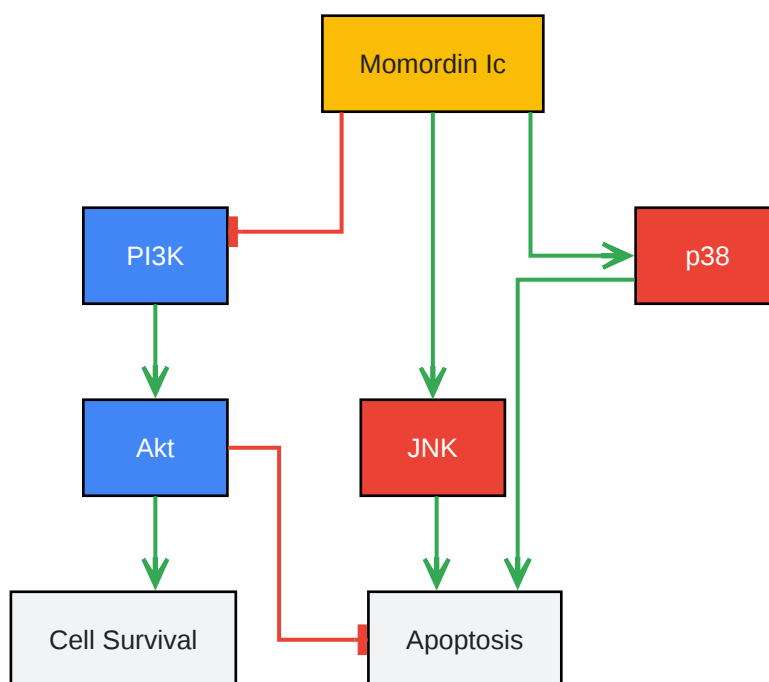 Momordin Ic
PI3K
p38
Akt
JNK
Cell Survival
Apoptosis